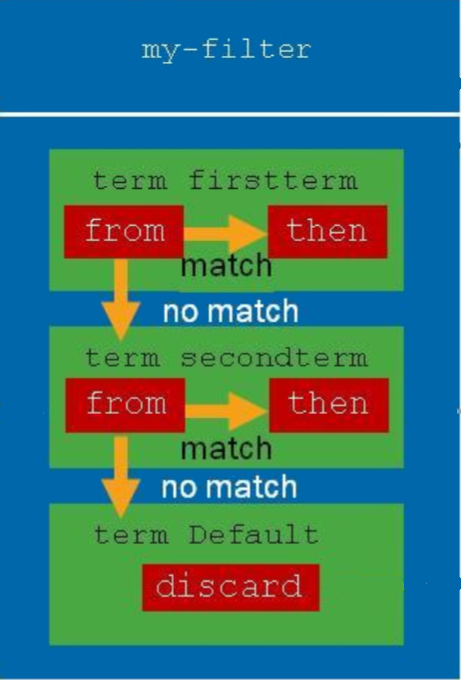 my-filter
term firstterm
from then
match
no match
term secondterm
from then
match
no match
term Default
discard